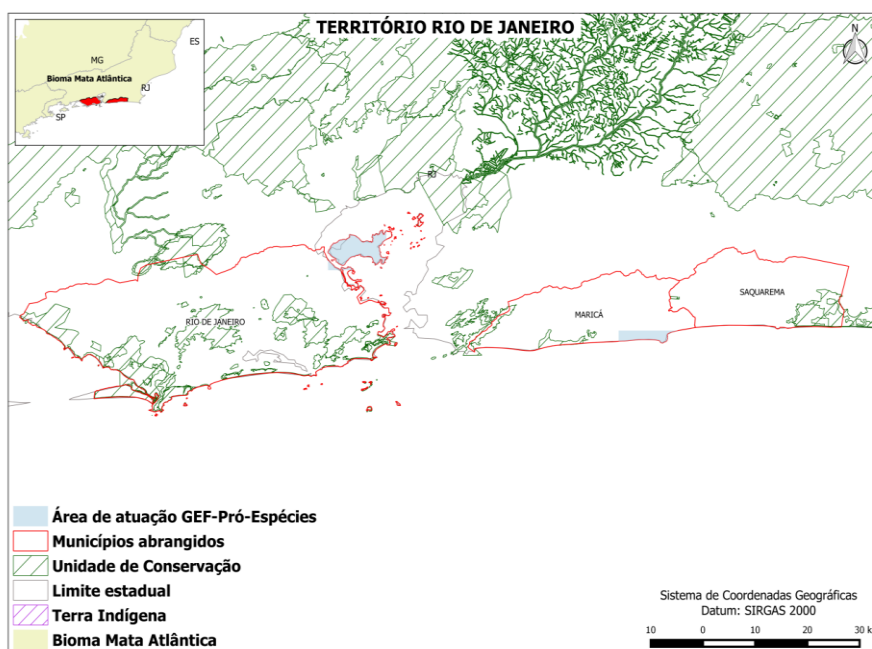 TERRITÓRIO RIO DE JANEIRO
N
ES
MG
Bioma Mata Atlântica
RJ
SP
RJ
RIO DE JANEIRO
MARICÁ
SAQUAREMA
Área de atuação GEF-Pró-Espécies
Municípios abrangidos
Unidade de Conservação
Limite estadual
Terra Indígena
Bioma Mata Atlântica
Sistema de Coordenadas Geográficas
Datum: SIRGAS 2000
10 0 10 20 30 k